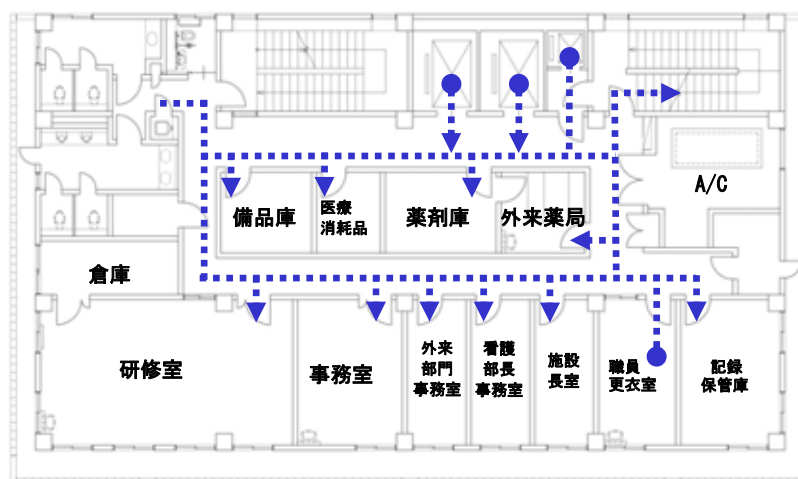 A/C
備品庫
医療
消耗品
薬剤庫
外来薬局
倉庫
研修室
事務室
外来
部門
事務室
看護
部長
事務室
施設
長室
職員
更衣室
記録
保管庫